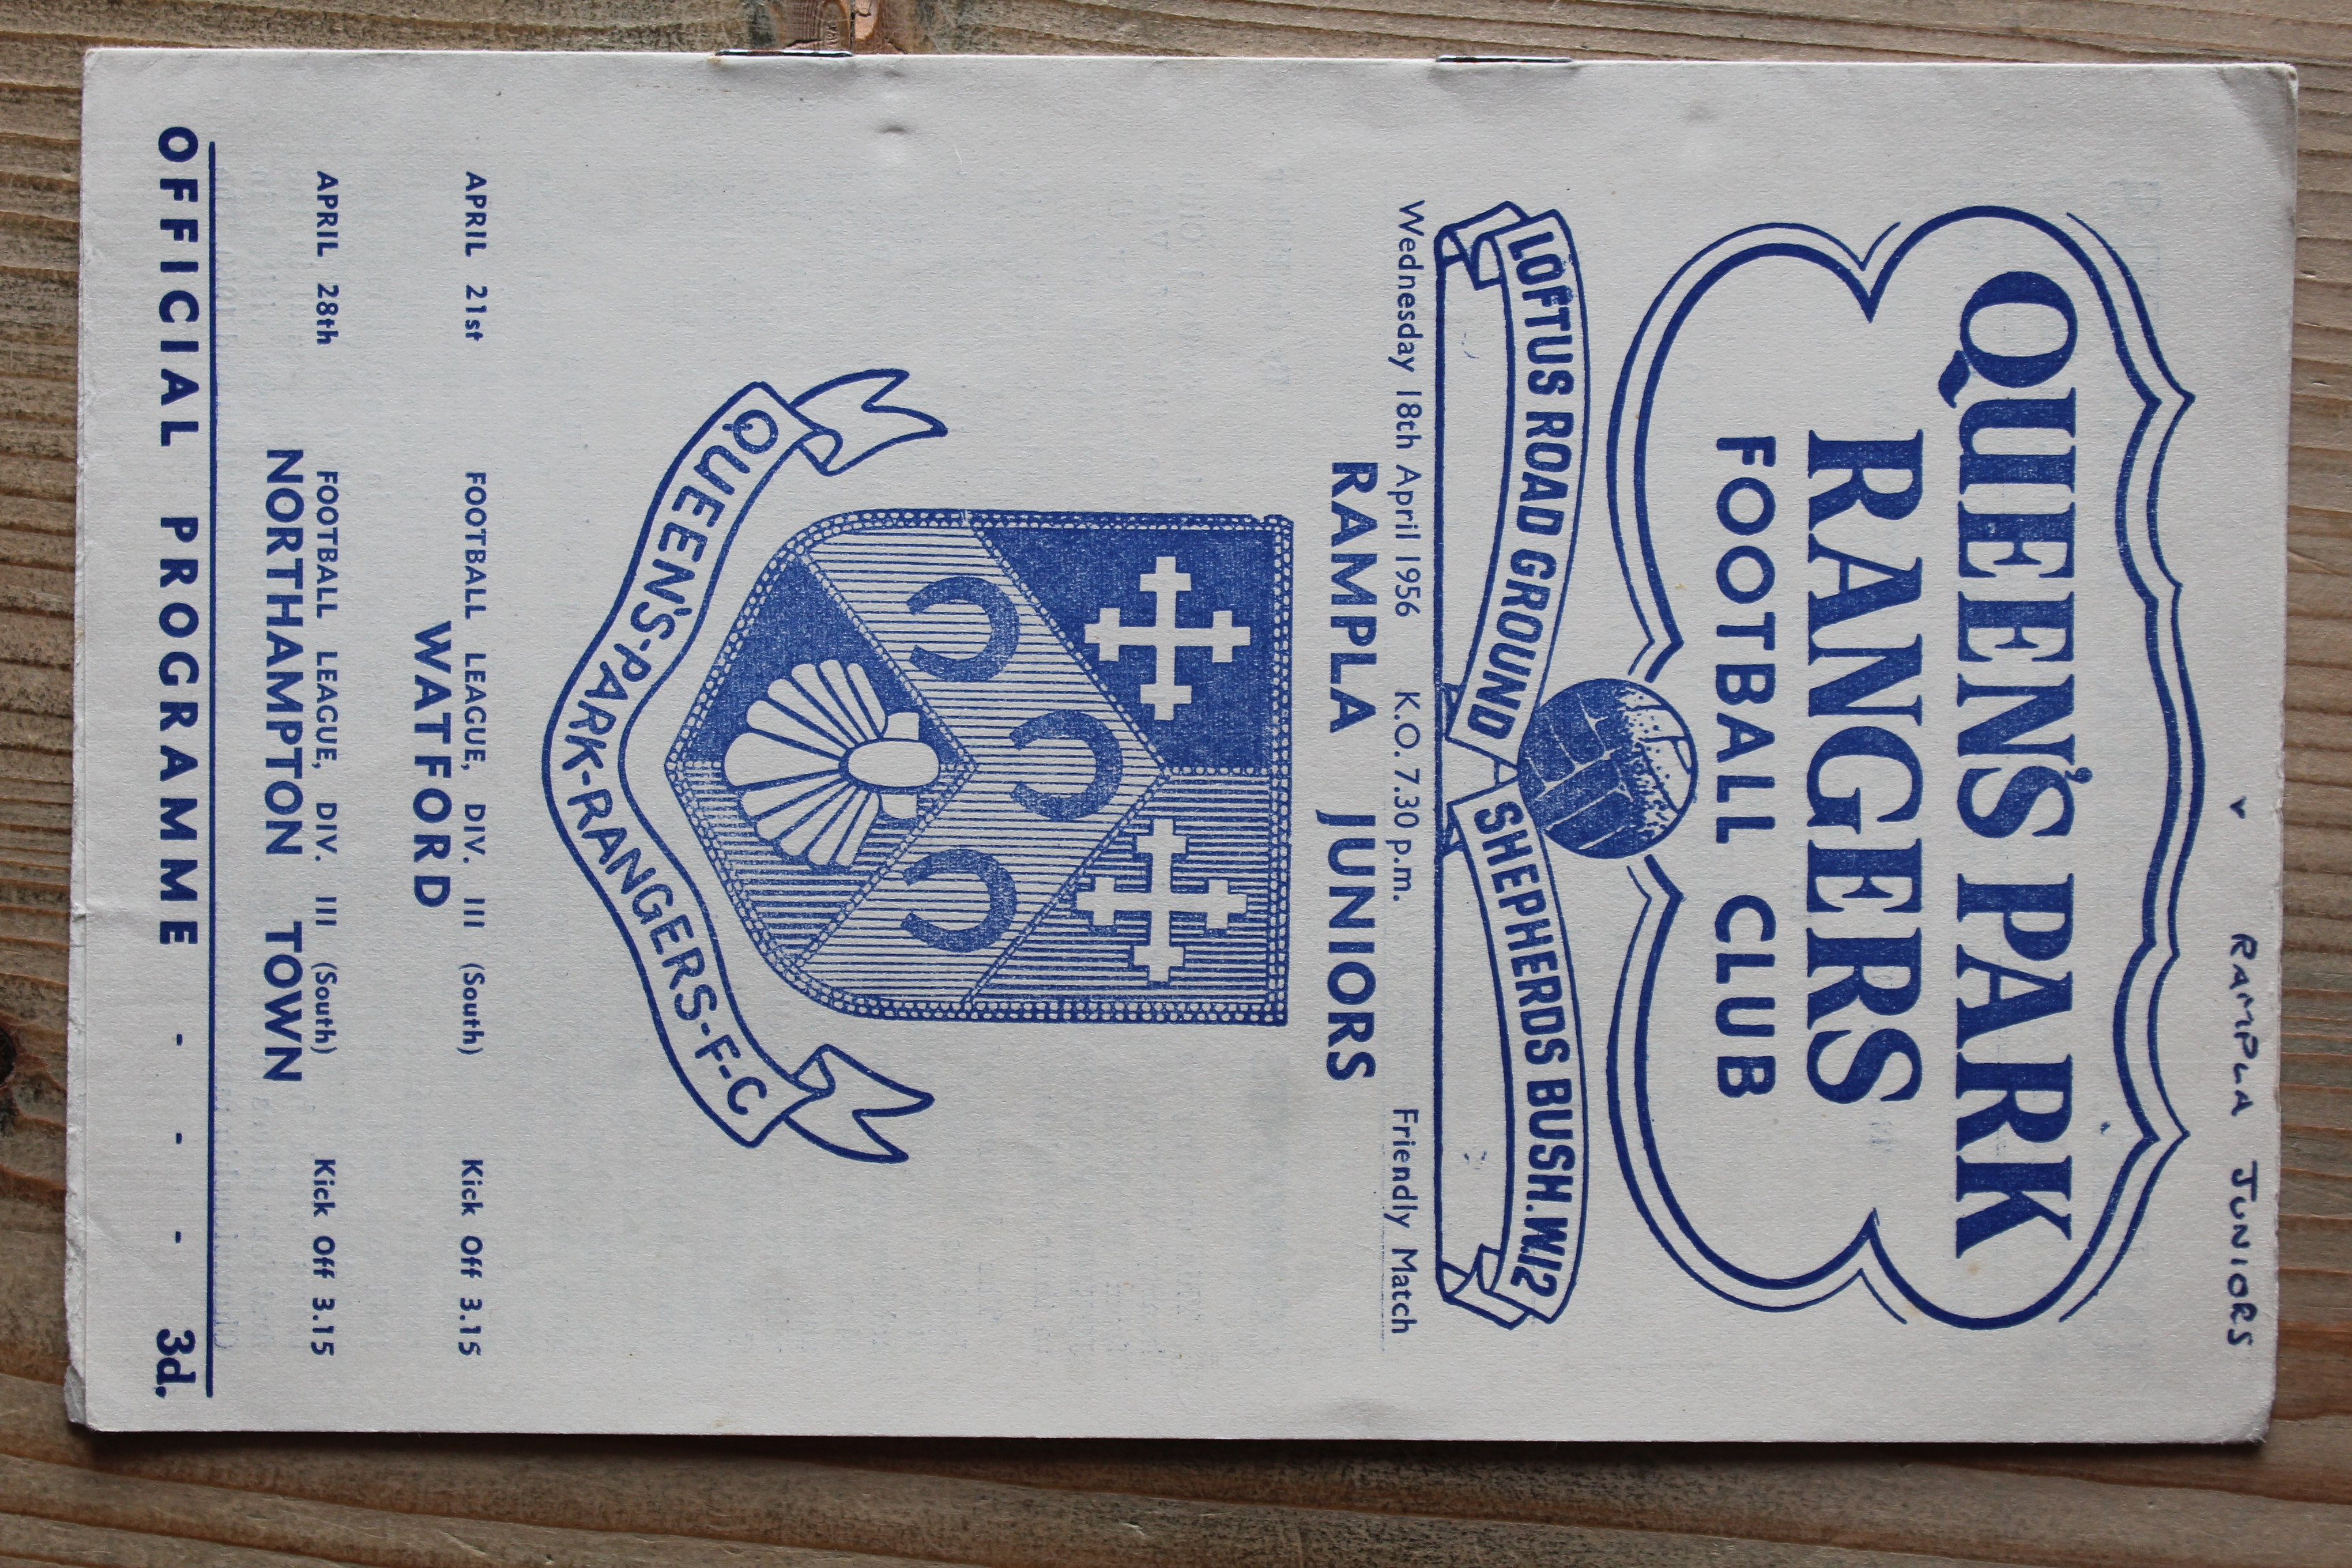 v RAMPLA JUNIORS
QUEEN'S PARK
RANGERS
FOOTBALL CLUB
LOFTUS ROAD GROUND SHEPHERDS BUSH.W.12
Wednesday 18th April 1956 K.O. 7.30 p.m. Friendly Match
RAMPLA JUNIORS
QUEEN'S-PARK-RANGERS-F-C
APRIL 21st FOOTBALL LEAGUE, DIV. III (South) Kick Off 3.15
WATFORD
APRIL 28th FOOTBALL LEAGUE, DIV. III (South) Kick Off 3.15
NORTHAMPTON TOWN
OFFICIAL PROGRAMME - - - 3d.